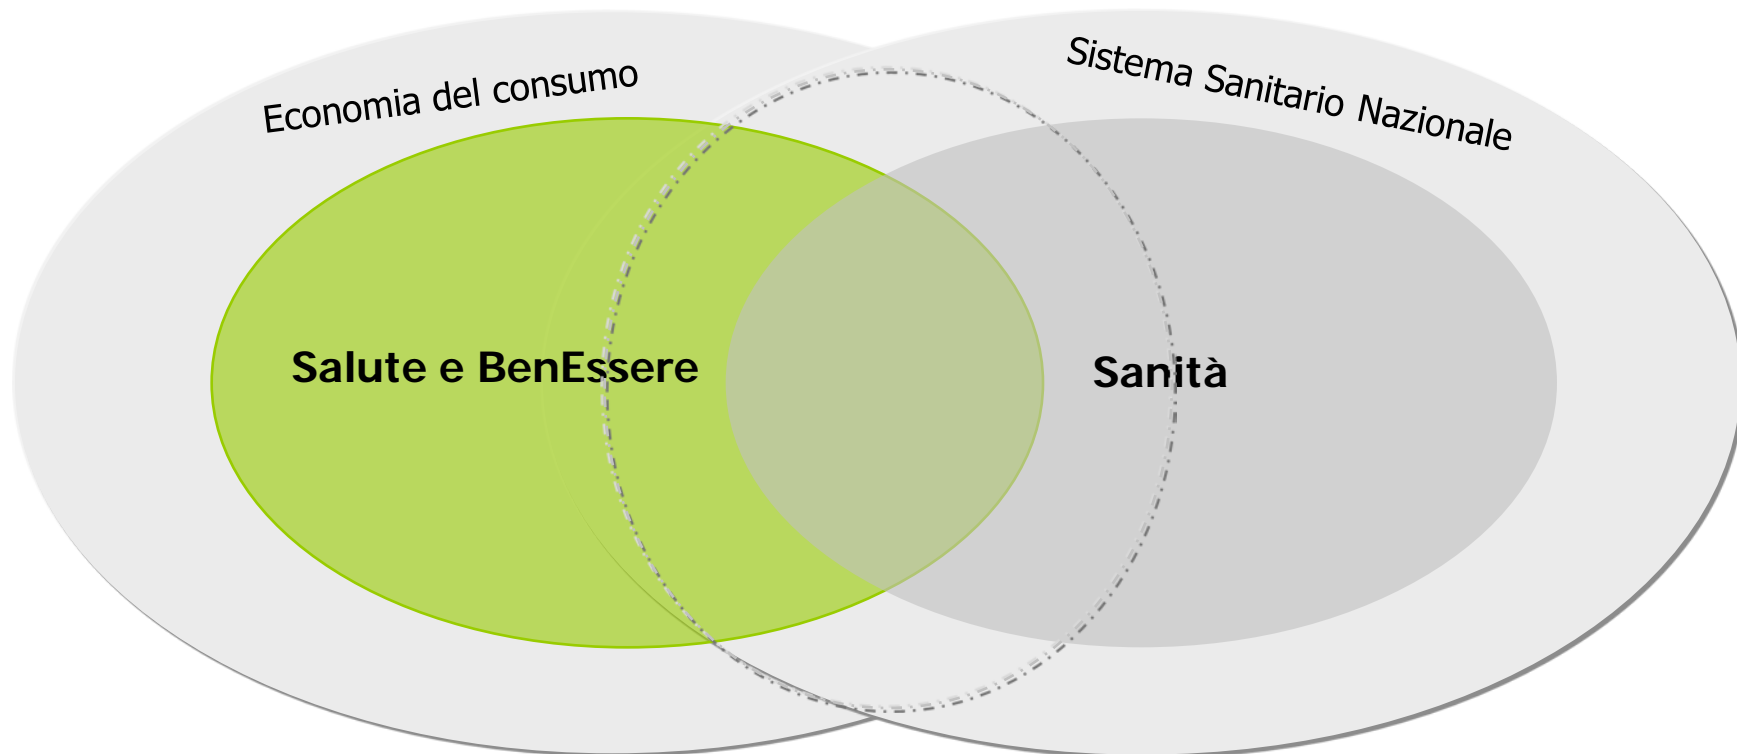 Economia del consumo
Sistema Sanitario Nazionale
Salute e BenEssere
Sanità